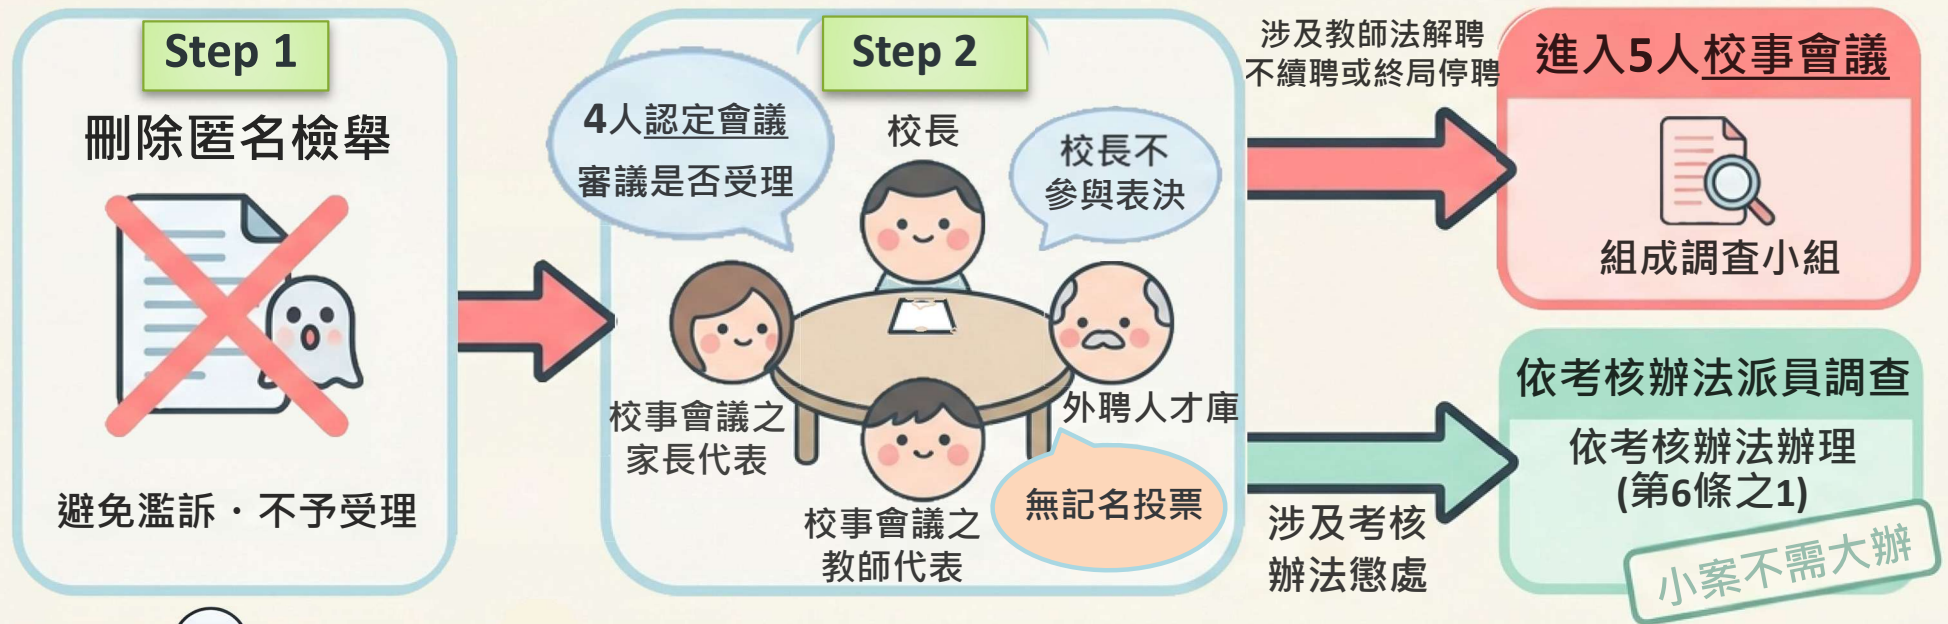 Step 1
刪除匿名檢舉
避免濫訴・不予受理
Step 2
4人認定會議
審議是否受理
校長
校長不
參與表決
校事會議之
家長代表
外聘人才庫
校事會議之
教師代表
無記名投票
涉及教師法解聘
不續聘或終局停聘
進入5人校事會議
組成調查小組
涉及考核
辦法懲處
依考核辦法派員調查
依考核辦法辦理
(第6條之1)
小案不需大辦